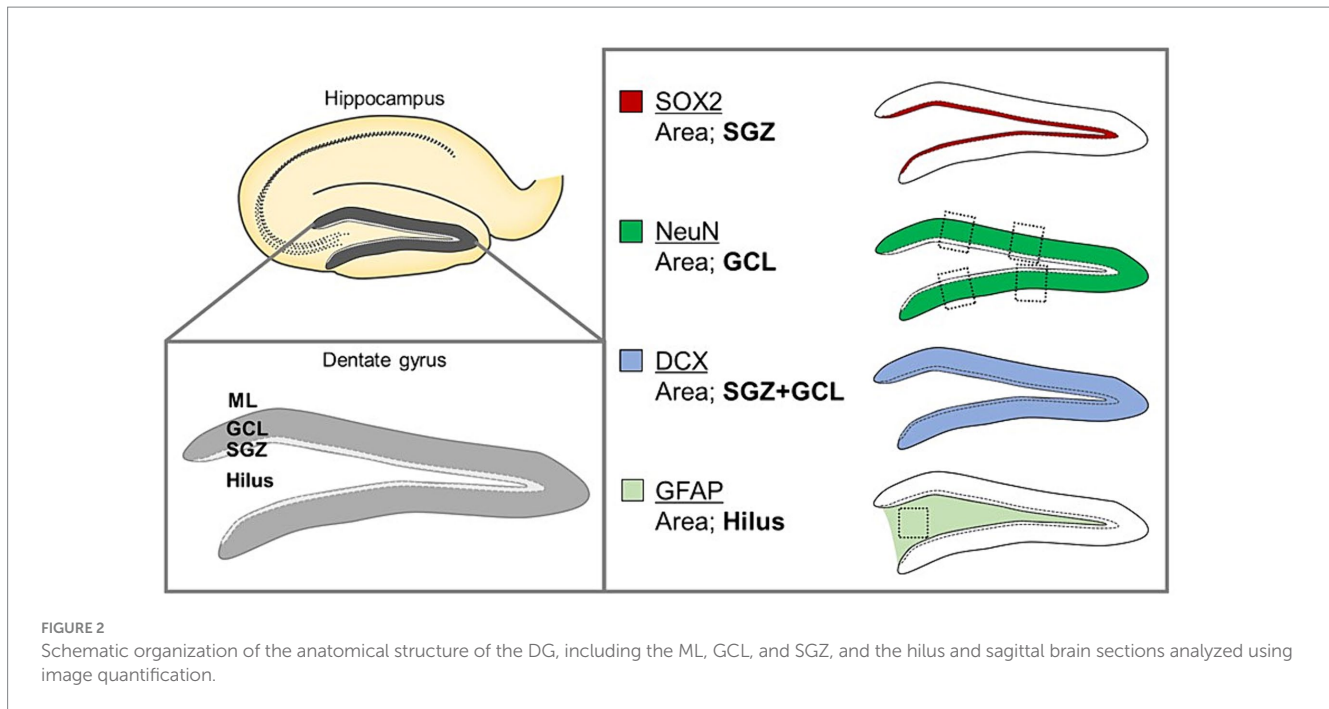 Hippocampus
Dentate gyrus
ML
GCL
SGZ
Hilus
SOX2
Area; SGZ
NeuN
Area; GCL
DCX
Area; SGZ+GCL
GFAP
Area; Hilus
FIGURE 2
Schematic organization of the anatomical structure of the DG, including the ML, GCL, and SGZ, and the hilus and sagittal brain sections analyzed using
image quantification.